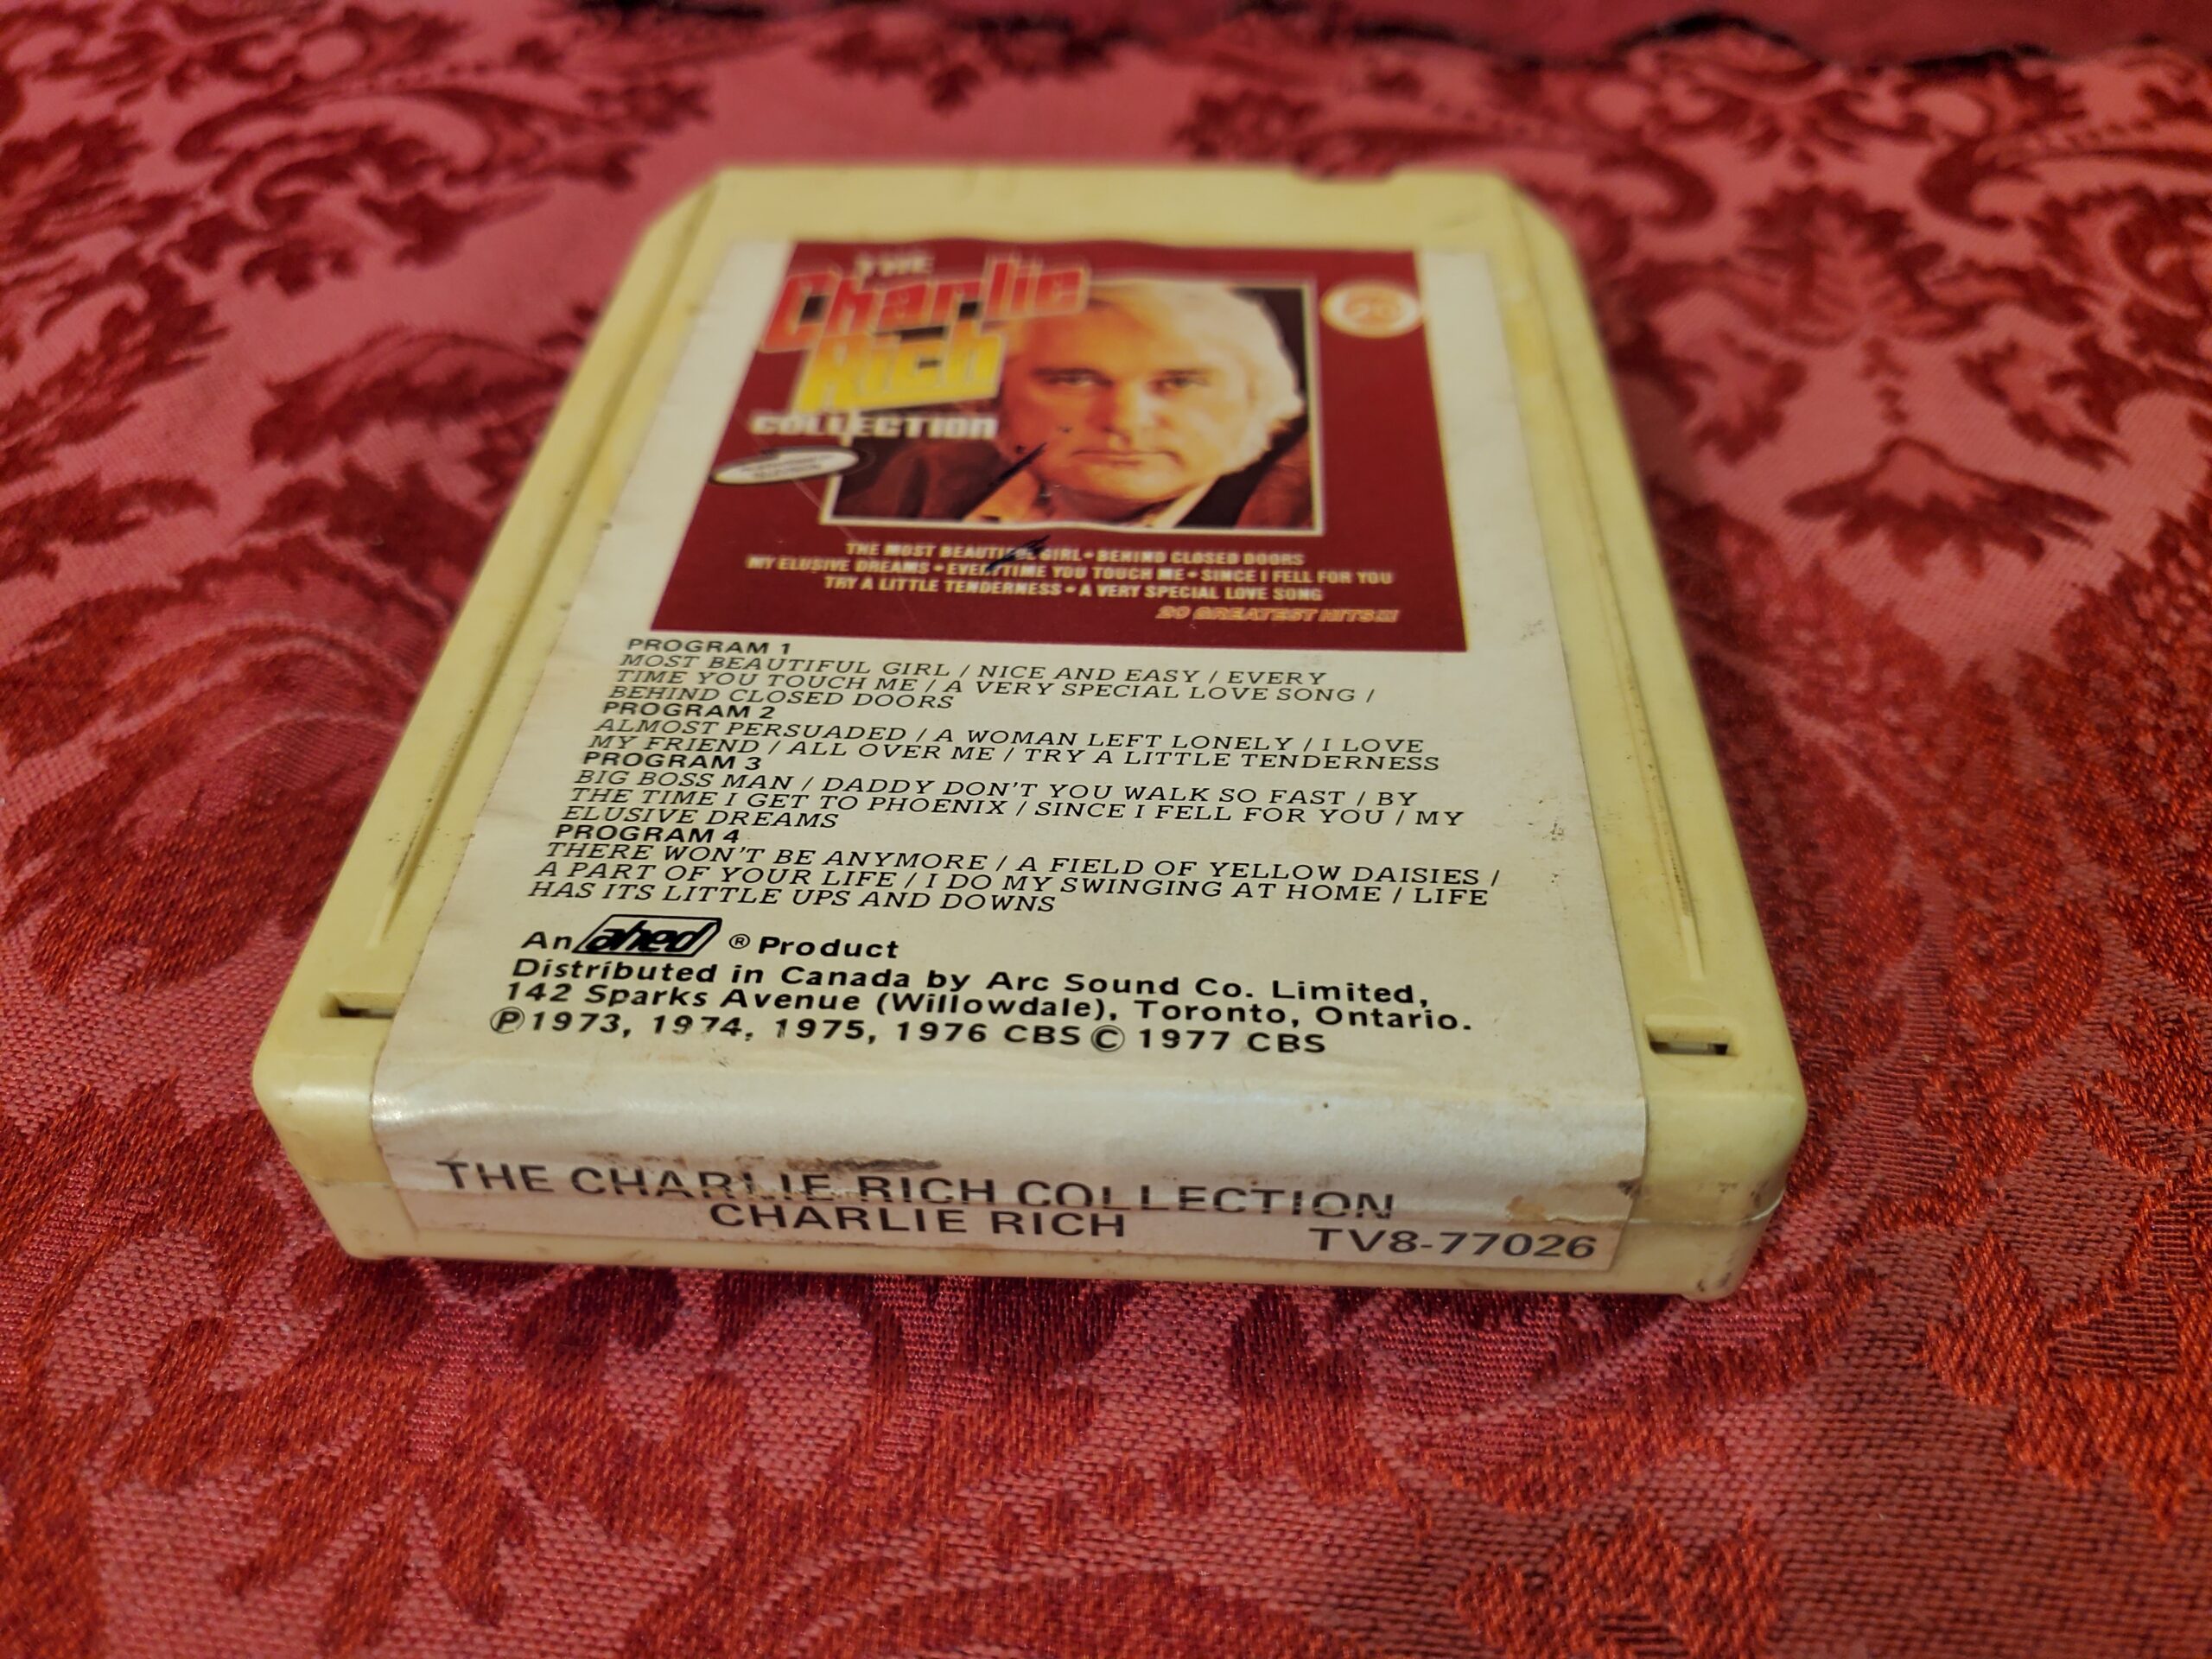 THE
Charlie
Rich
COLLECTION
THE MOST BEAUTIFUL GIRL • BEHIND CLOSED DOORS
MY ELUSIVE DREAMS • EVERYTIME YOU TOUCH ME • SINCE I FELL FOR YOU
TRY A LITTLE TENDERNESS • A VERY SPECIAL LOVE SONG
20 GREATEST HITS!!!
PROGRAM 1
MOST BEAUTIFUL GIRL / NICE AND EASY / EVERY
TIME YOU TOUCH ME / A VERY SPECIAL LOVE SONG /
BEHIND CLOSED DOORS
PROGRAM 2
ALMOST PERSUADED / A WOMAN LEFT LONELY / I LOVE
MY FRIEND / ALL OVER ME / TRY A LITTLE TENDERNESS
PROGRAM 3
BIG BOSS MAN / DADDY DON'T YOU WALK SO FAST / BY
THE TIME I GET TO PHOENIX / SINCE I FELL FOR YOU / MY
ELUSIVE DREAMS
PROGRAM 4
THERE WON'T BE ANYMORE / A FIELD OF YELLOW DAISIES /
A PART OF YOUR LIFE / I DO MY SWINGING AT HOME / LIFE
HAS ITS LITTLE UPS AND DOWNS
An ahed ® Product
Distributed in Canada by Arc Sound Co. Limited,
142 Sparks Avenue (Willowdale), Toronto, Ontario.
℗1973, 1974, 1975, 1976 CBS © 1977 CBS
THE CHARLIE RICH COLLECTION
CHARLIE RICH TV8-77026